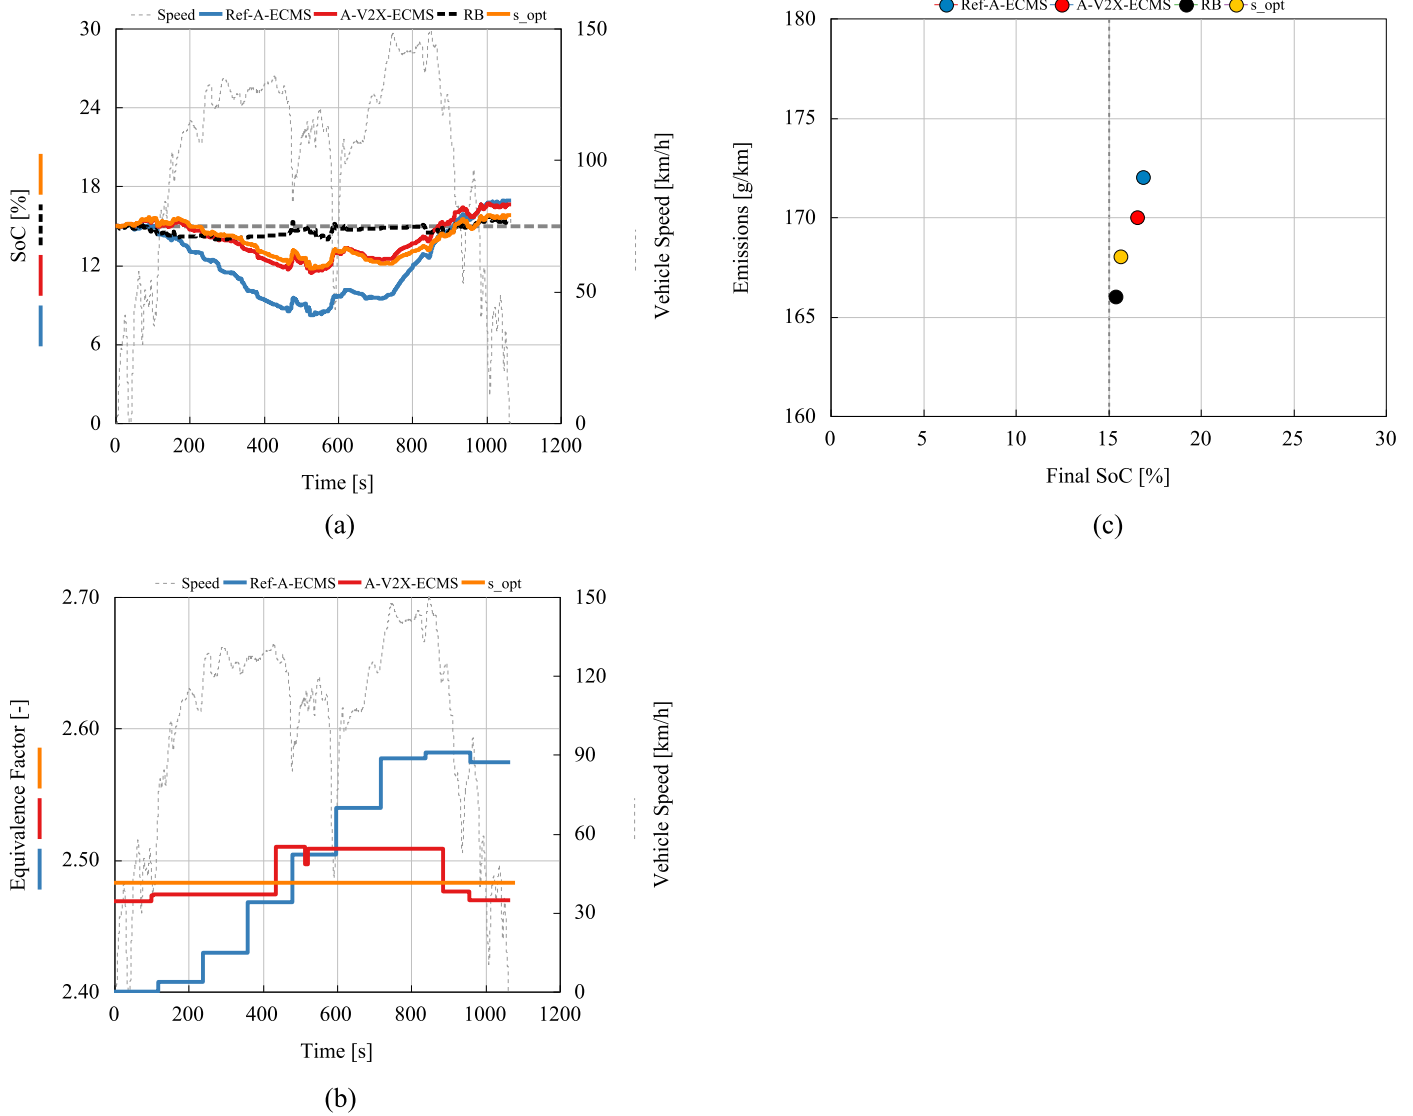 Speed Ref-A-ECMS A-V2X-ECMS RB s_opt
30
24
18
12
6
0
SoC [%]
150
100
50
0
Vehicle Speed [km/h]
0 200 400 600 800 1000 1200
Time [s]
(a)
Ref-A-ECMS A-V2X-ECMS RB s_opt
180
175
170
165
160
Emissions [g/km]
0 5 10 15 20 25 30
Final SoC [%]
(c)
Speed Ref-A-ECMS A-V2X-ECMS s_opt
2.70
2.60
2.50
2.40
Equivalence Factor [-]
150
120
90
60
30
0
Vehicle Speed [km/h]
0 200 400 600 800 1000 1200
Time [s]
(b)